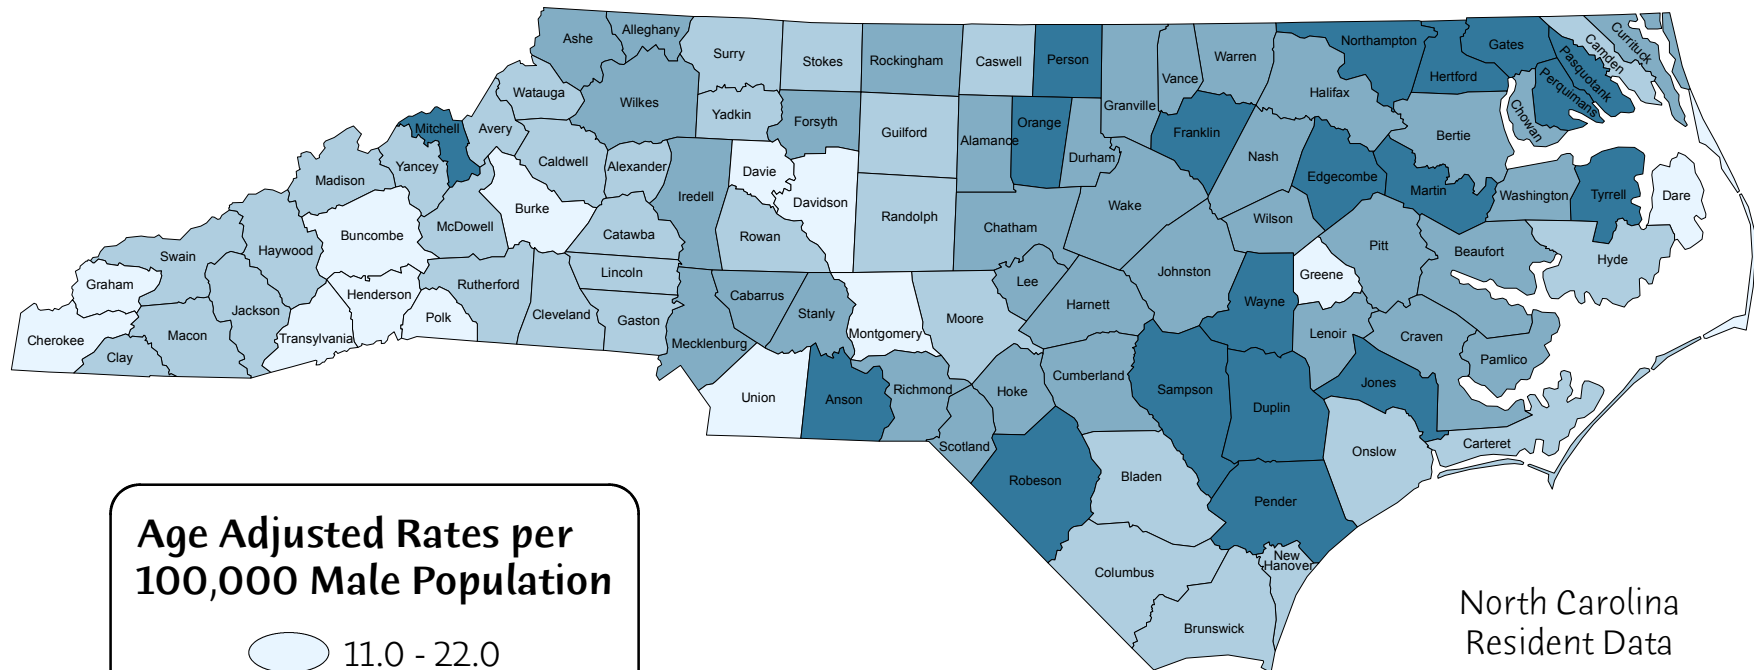 Ashe
Alleghany
Surry
Stokes
Rockingham
Caswell
Person
Granville
Vance
Warren
Northampton
Hertford
Gates
Pasquotank
Camden
Currituck
Perquimans
Chowan
Halifax
Bertie
Watauga
Wilkes
Yadkin
Forsyth
Guilford
Alamance
Orange
Durham
Franklin
Nash
Edgecombe
Martin
Washington
Tyrrell
Dare
Mitchell
Avery
Caldwell
Alexander
Iredell
Davie
Davidson
Randolph
Chatham
Wake
Wilson
Pitt
Beaufort
Hyde
Madison
Yancey
McDowell
Burke
Catawba
Rowan
Lincoln
Buncombe
Haywood
Swain
Graham
Cherokee
Clay
Macon
Jackson
Transylvania
Henderson
Polk
Rutherford
Cleveland
Gaston
Mecklenburg
Cabarrus
Stanly
Montgomery
Moore
Lee
Harnett
Johnston
Wayne
Greene
Lenoir
Craven
Pamlico
Jones
Carteret
Onslow
Duplin
Sampson
Cumberland
Hoke
Richmond
Scotland
Anson
Union
Robeson
Bladen
Pender
New
Hanover
Columbus
Brunswick
Age Adjusted Rates per
100,000 Male Population
11.0 - 22.0
North Carolina
Resident Data